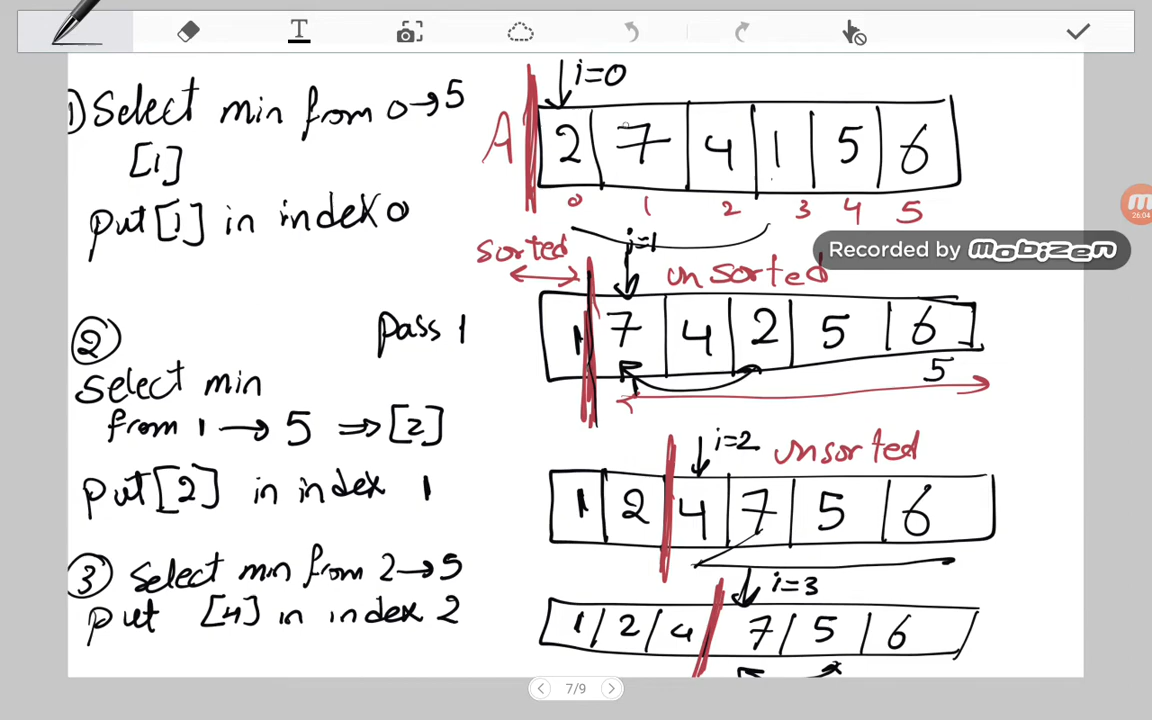 T
1) Select min from 0→5
[1]
put [1] in index 0
②
pass 1
Select min
from 1 → 5 ⇒ [2]
put [2] in index 1
③ Select min from 2→5
put [4] in index 2
i=0
A
2 7 4 1 5 6
0 1 2 3 4 5
Recorded by mobizen
26:04
i=1
sorted
unsorted
1 7 4 2 5 6
1
5
i=2
unsorted
1 2 4 7 5 6
i=3
1 2 4 7 5 6
7/9